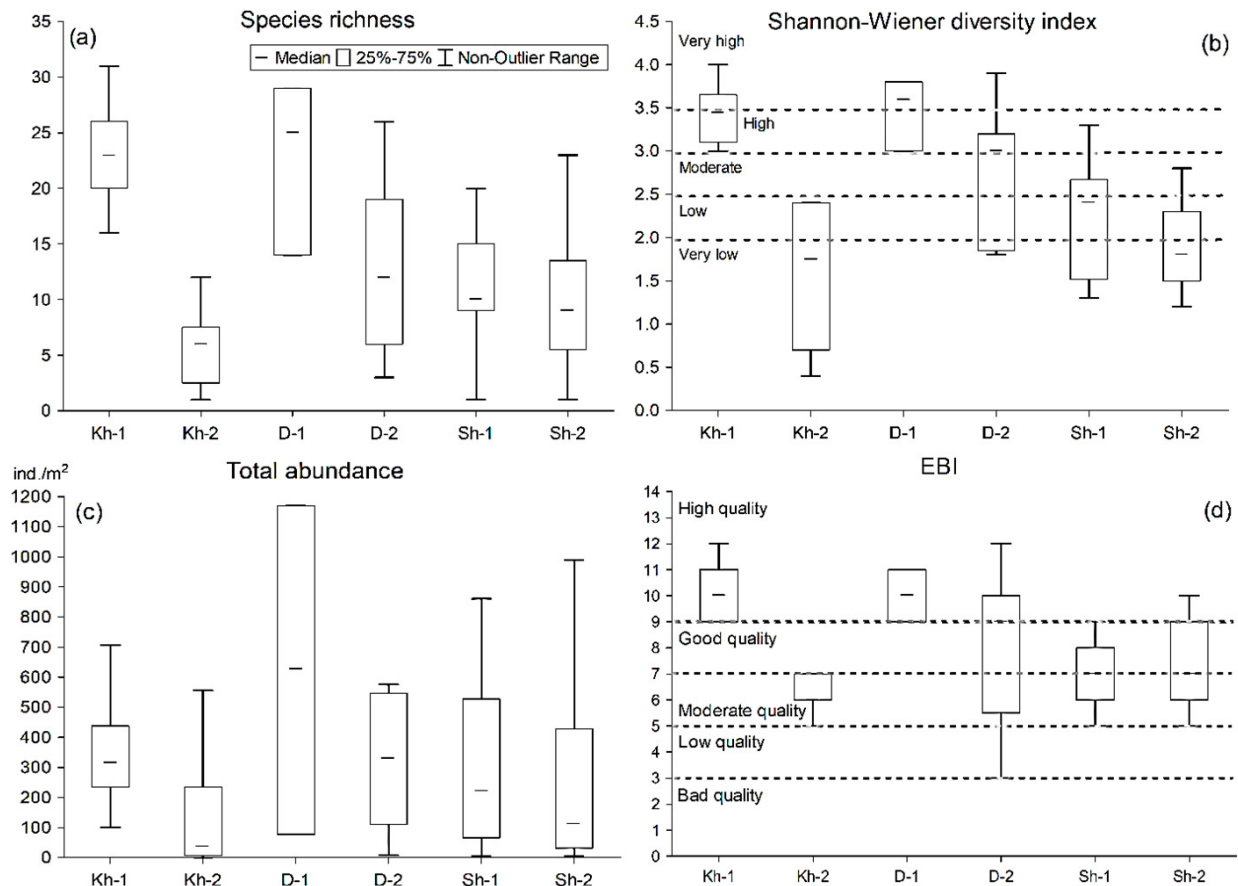 Species richness
(a)
Median 25%-75% Non-Outlier Range
35
30
25
20
15
10
5
0
Kh-1 Kh-2 D-1 D-2 Sh-1 Sh-2
Shannon-Wiener diversity index
(b)
4.5
4.0
3.5
3.0
2.5
2.0
1.5
1.0
0.5
0.0
Very high
High
Moderate
Low
Very low
Kh-1 Kh-2 D-1 D-2 Sh-1 Sh-2
ind./m²
Total abundance
(c)
1200
1100
1000
900
800
700
600
500
400
300
200
100
0
Kh-1 Kh-2 D-1 D-2 Sh-1 Sh-2
EBI
(d)
14
13
12
11
10
9
8
7
6
5
4
3
2
1
0
High quality
Good quality
Moderate quality
Low quality
Bad quality
Kh-1 Kh-2 D-1 D-2 Sh-1 Sh-2